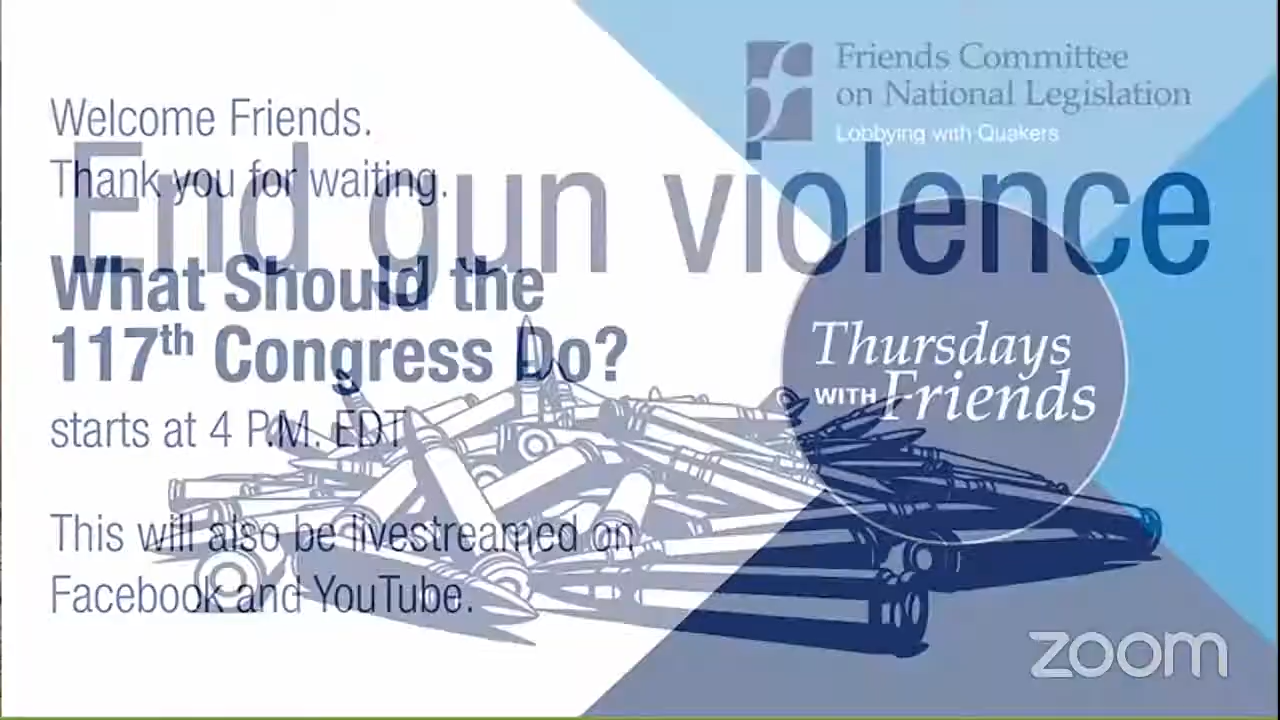 Friends Committee
on National Legislation
Lobbying with Quakers
Welcome Friends.
Thank you for waiting.
End gun violence
What Should the
117th Congress Do?
starts at 4 P.M. EDT
Thursdays
WITH Friends
This will also be livestreamed on
Facebook and YouTube.
zoom